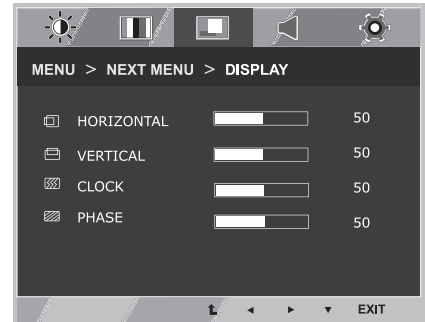 MENU > NEXT MENU > DISPLAY
HORIZONTAL 50
VERTICAL 50
CLOCK 50
PHASE 50
EXIT